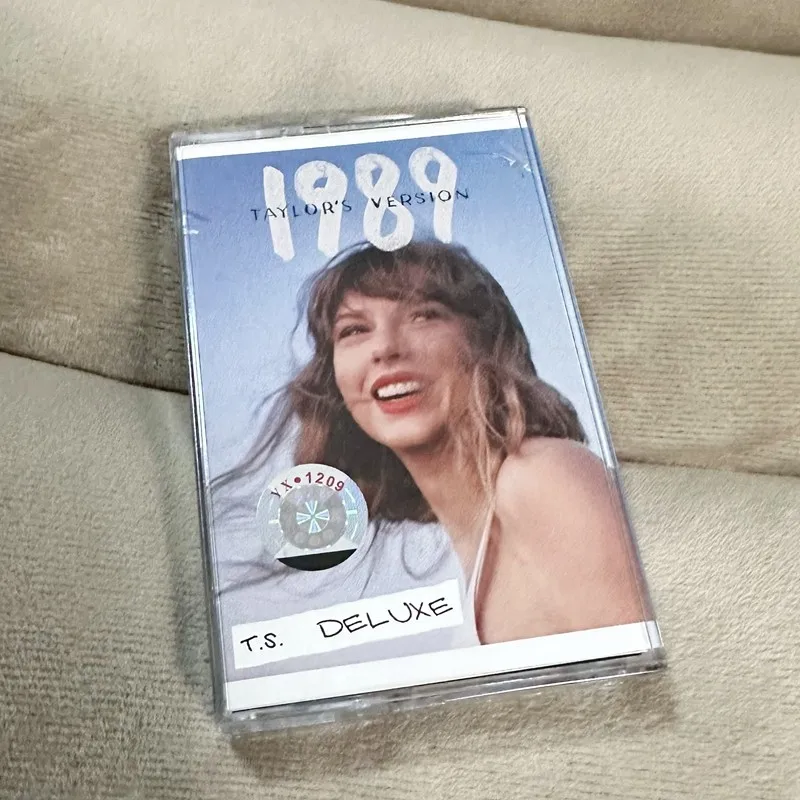 1989
TAYLOR'S VERSION
YX•1209
T.S. DELUXE